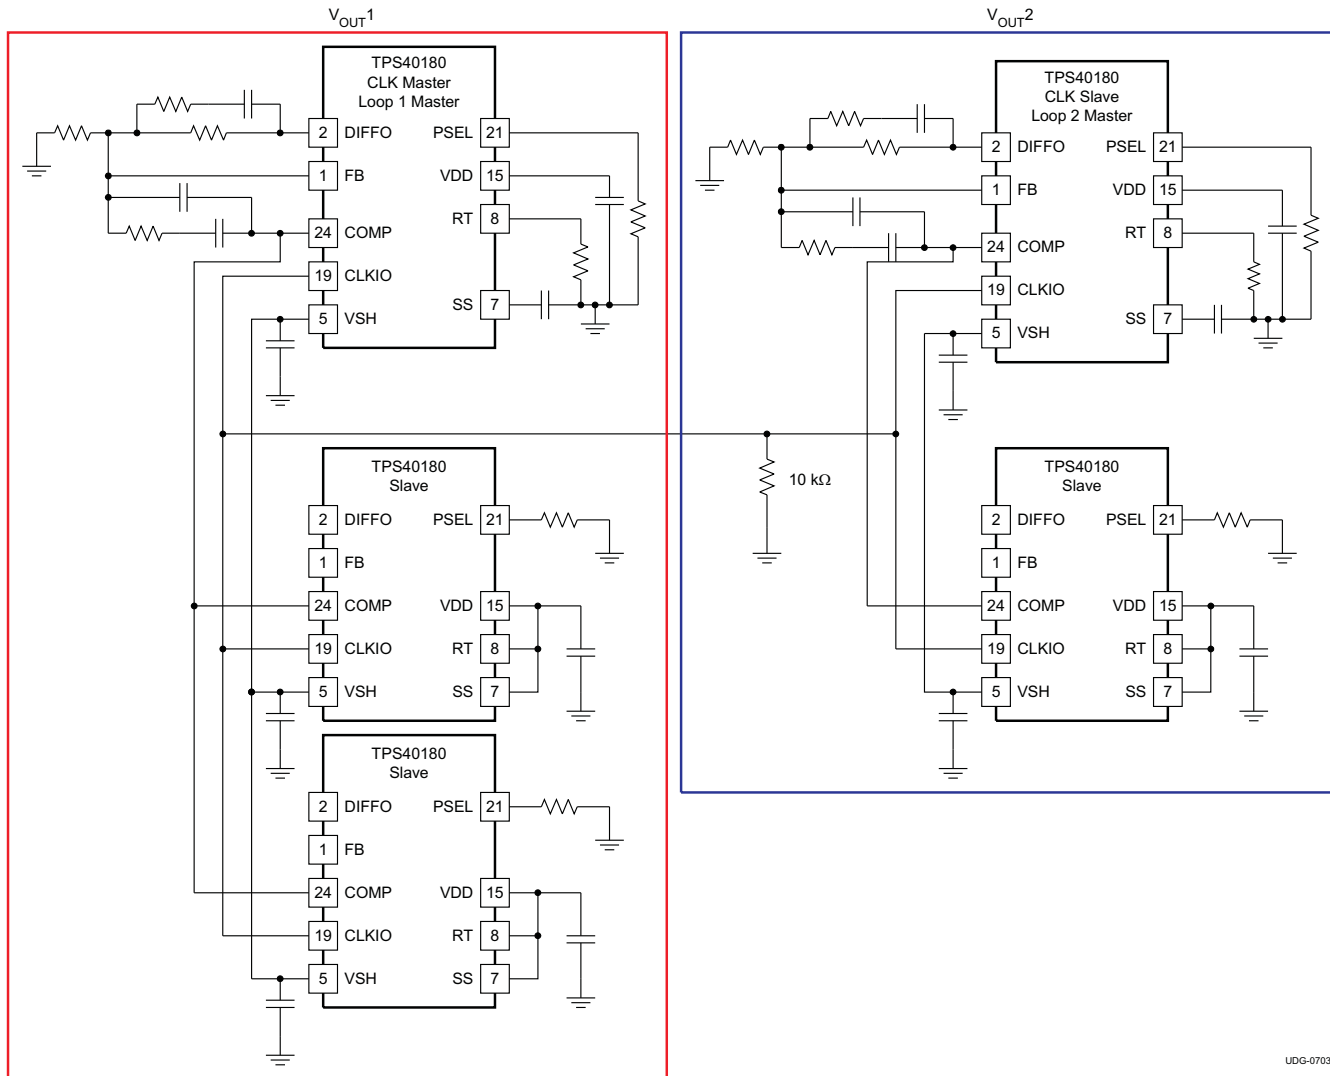 V_OUT1
TPS40180
CLK Master
Loop 1 Master
2 DIFFO PSEL 21
1 FB VDD 15
RT 8
24 COMP
19 CLKIO
SS 7
5 VSH
TPS40180
Slave
2 DIFFO PSEL 21
1 FB
24 COMP VDD 15
19 CLKIO RT 8
5 VSH SS 7
TPS40180
Slave
2 DIFFO PSEL 21
1 FB
24 COMP VDD 15
19 CLKIO RT 8
5 VSH SS 7
10 kΩ
V_OUT2
TPS40180
CLK Slave
Loop 2 Master
2 DIFFO PSEL 21
1 FB VDD 15
RT 8
24 COMP
19 CLKIO
SS 7
5 VSH
TPS40180
Slave
2 DIFFO PSEL 21
1 FB
24 COMP VDD 15
19 CLKIO RT 8
5 VSH SS 7
UDG-0703